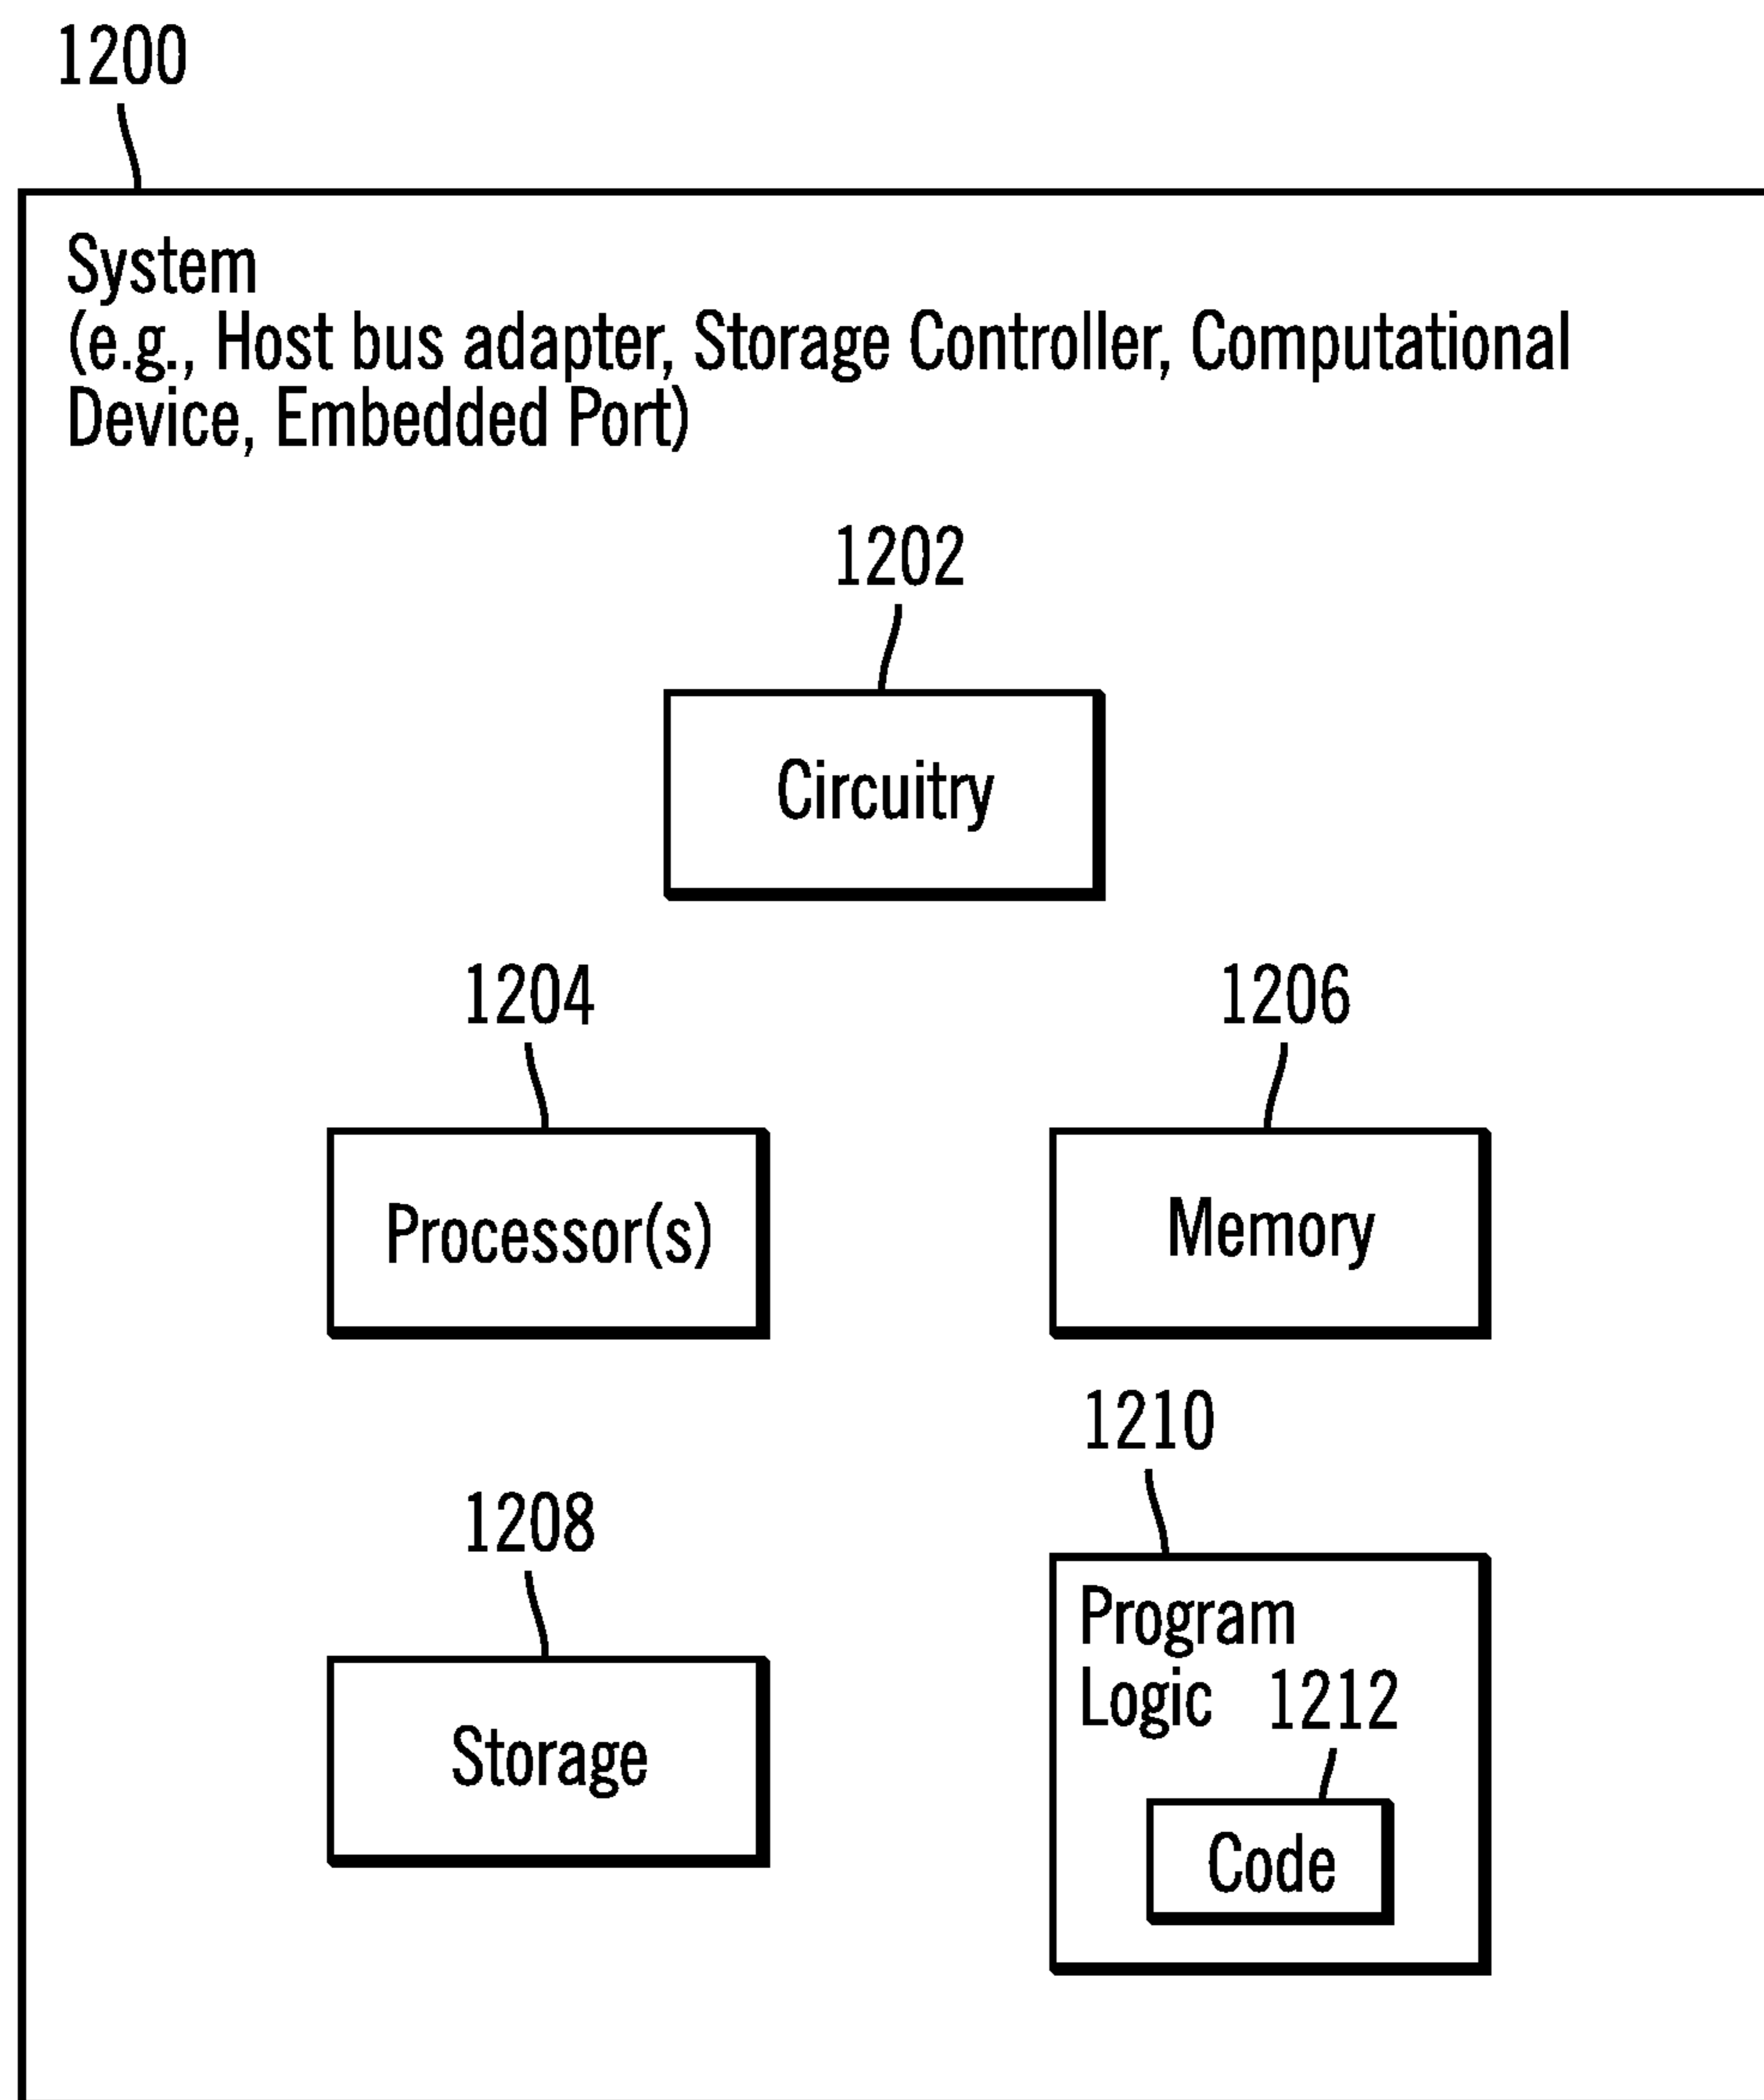 1200
System
(e.g., Host bus adapter, Storage Controller, Computational
Device, Embedded Port)
1202
Circuitry
1204
1206
Processor(s)
Memory
1210
1208
Program
Logic 1212
Storage
Code